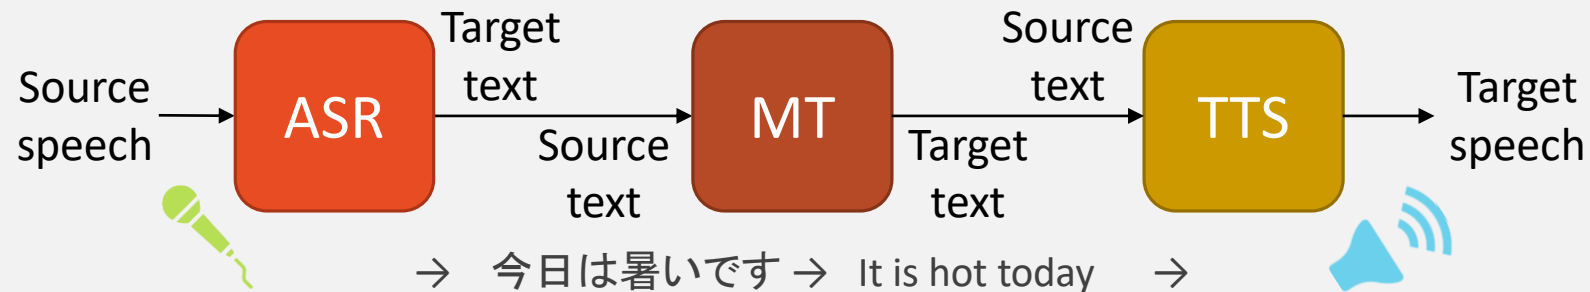 Source
speech
ASR
Target
text
Source
text
MT
Source
text
Target
text
TTS
Target
speech
→ 今日は暑いです → It is hot today →